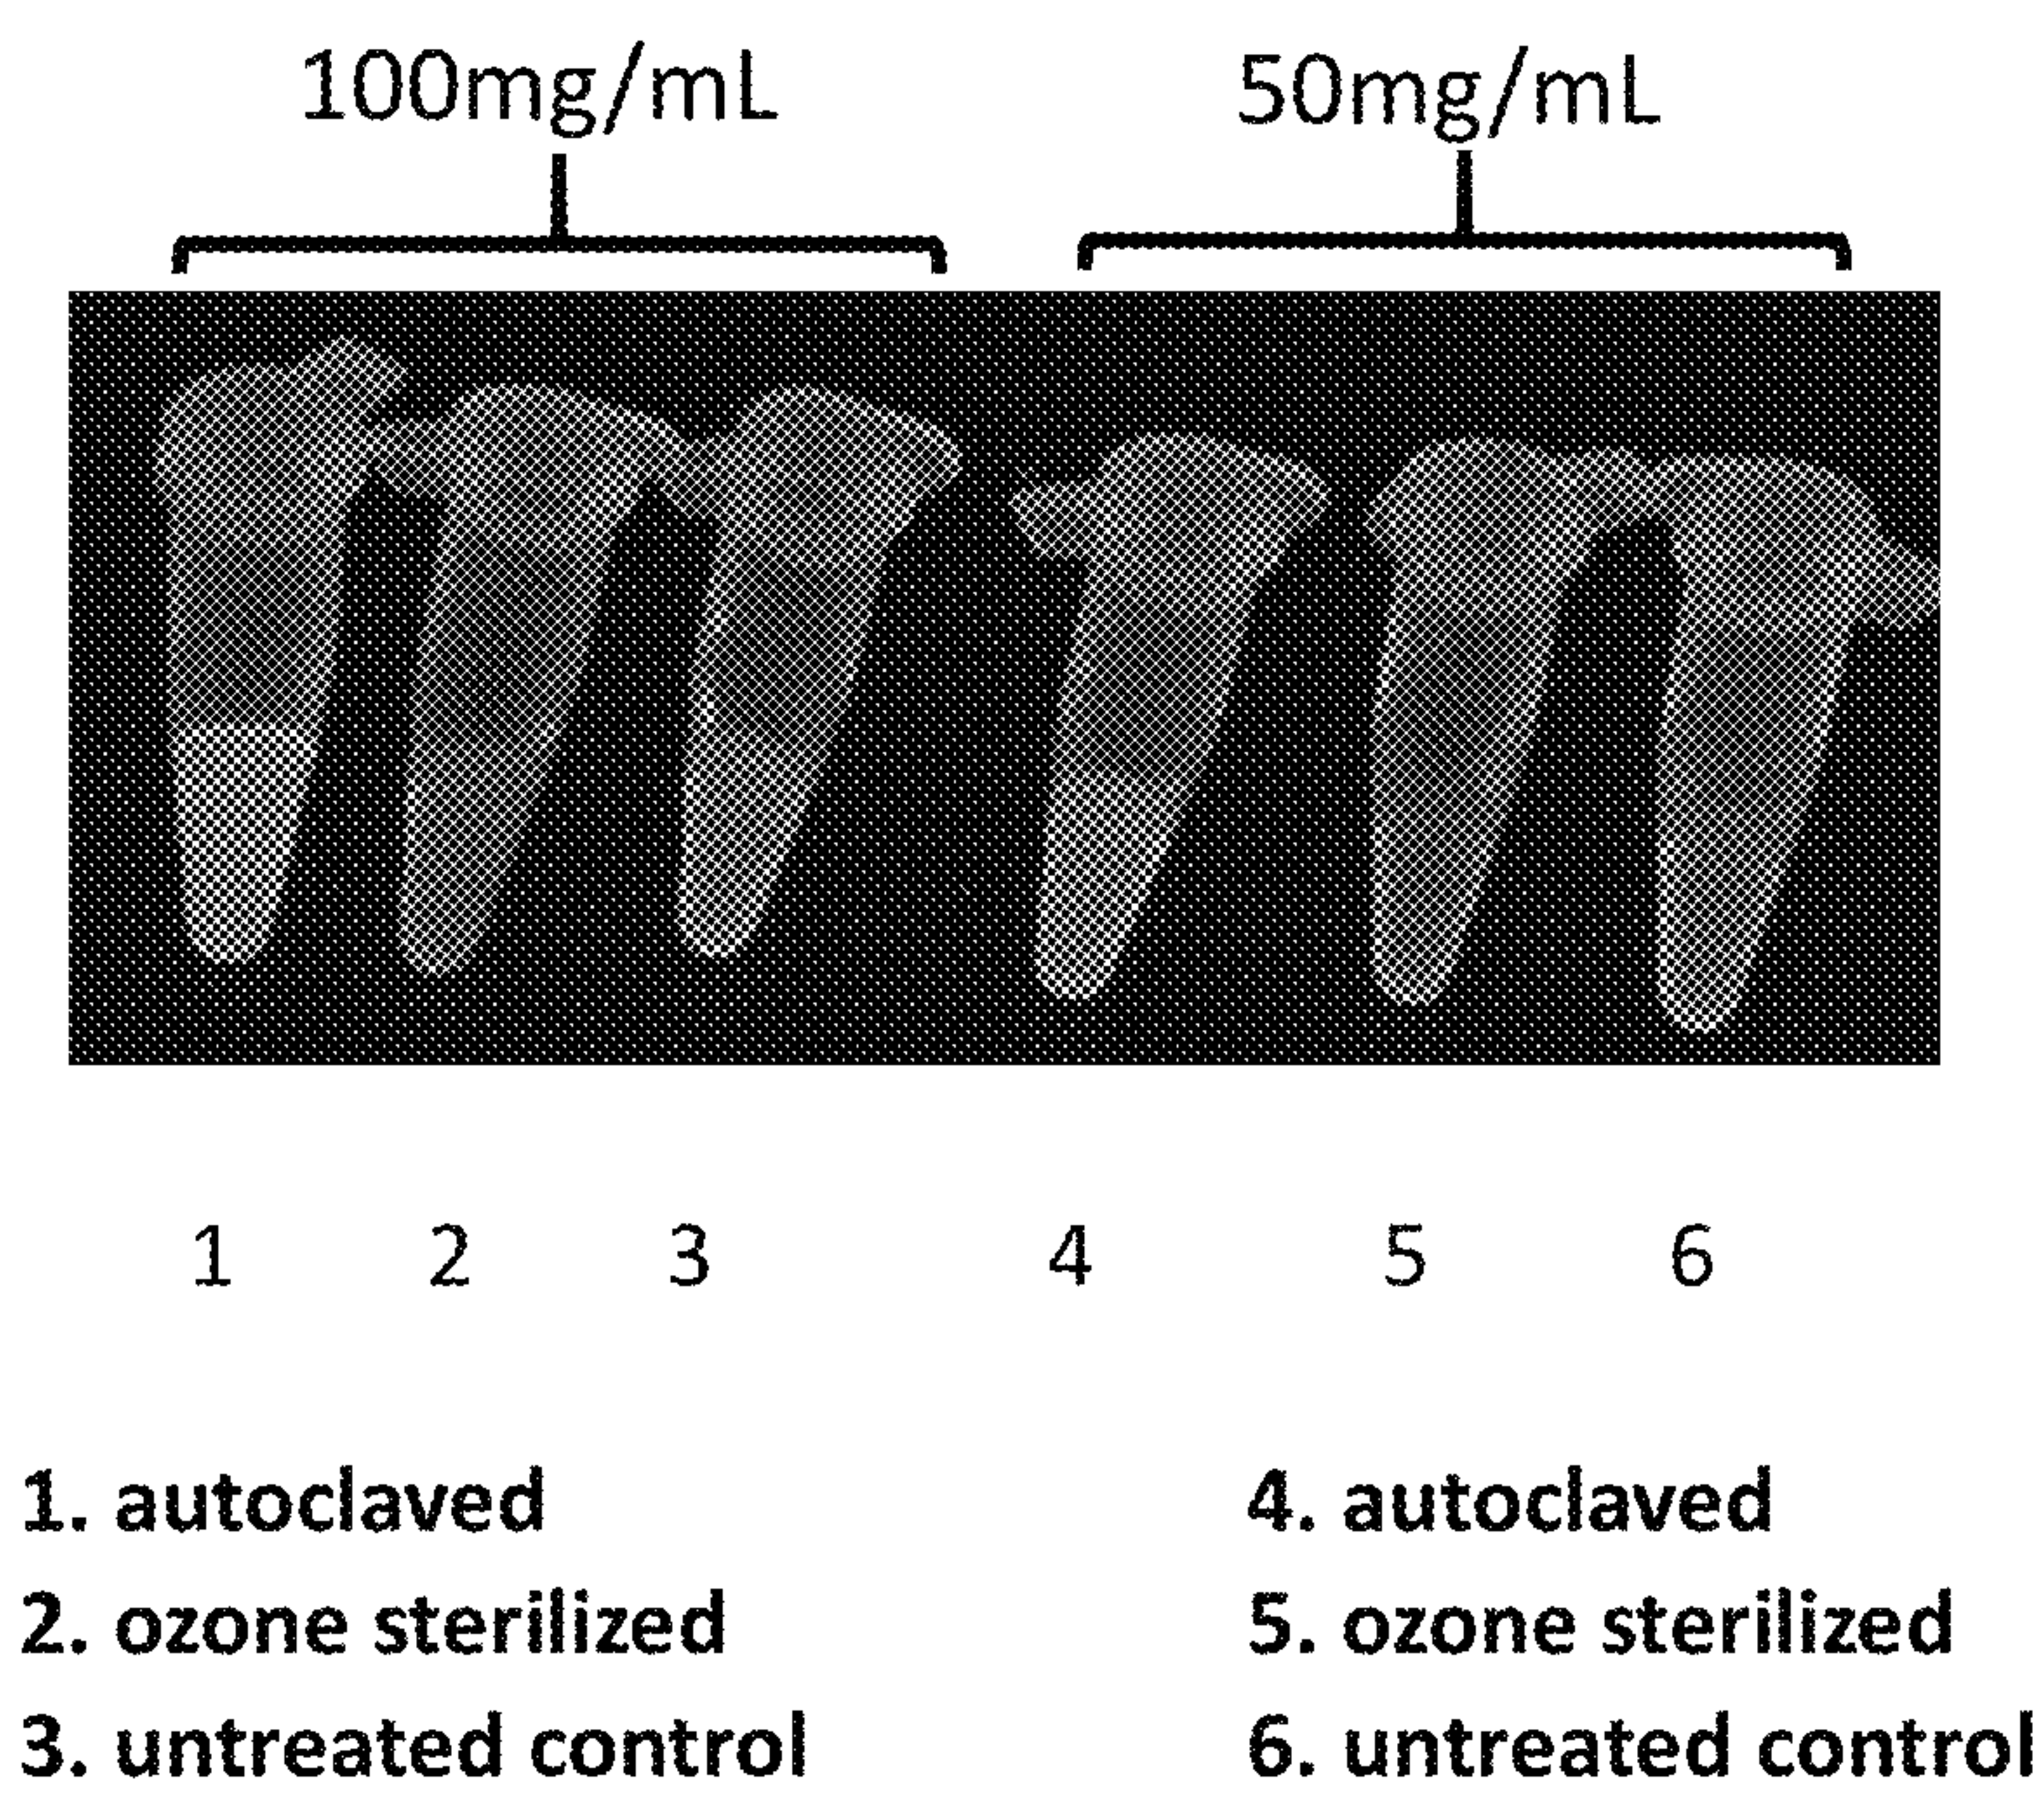 100mg/mL 50mg/mL
1 2 3 4 5 6
1. autoclaved 4. autoclaved
2. ozone sterilized 5. ozone sterilized
3. untreated control 6. untreated control